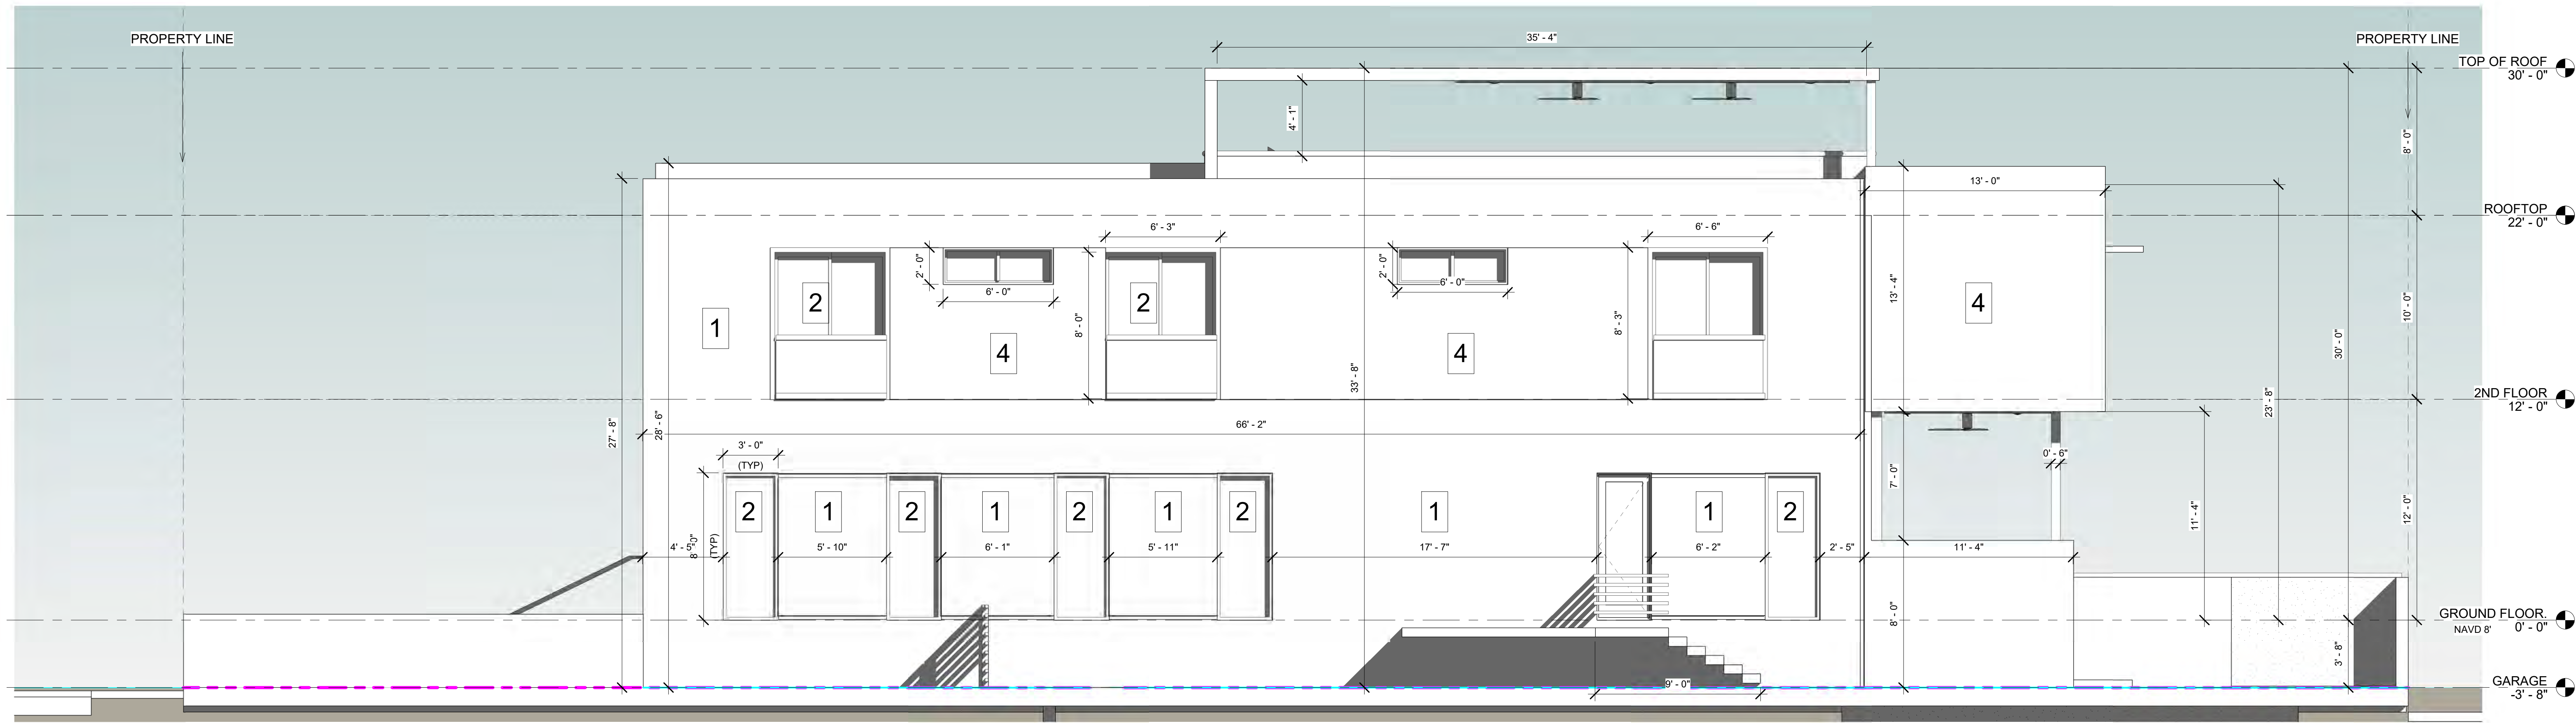 PROPERTY LINE
PROPERTY LINE
35' - 4"
TOP OF ROOF
30' - 0"
4' - 1"
8' - 0"
13' - 0"
ROOFTOP
22' - 0"
6' - 3"
6' - 6"
2' - 0"
6' - 0"
2' - 0"
6' - 0"
2
2
1
4
4
4
8' - 0"
8' - 3"
13' - 4"
10' - 0"
33' - 8"
30' - 0"
2ND FLOOR
12' - 0"
27' - 8"
28' - 6"
66' - 2"
23' - 8"
3' - 0"
(TYP)
0' - 6"
7' - 0"
2
1
2
1
2
1
2
1
1
2
11' - 4"
12' - 0"
4' - 5"
8' - 0"
(TYP)
5' - 10"
6' - 1"
5' - 11"
17' - 7"
6' - 2"
2' - 5"
11' - 4"
8' - 0"
GROUND FLOOR.
NAVD 8' 0' - 0"
3' - 8"
9' - 0"
GARAGE
-3' - 8"